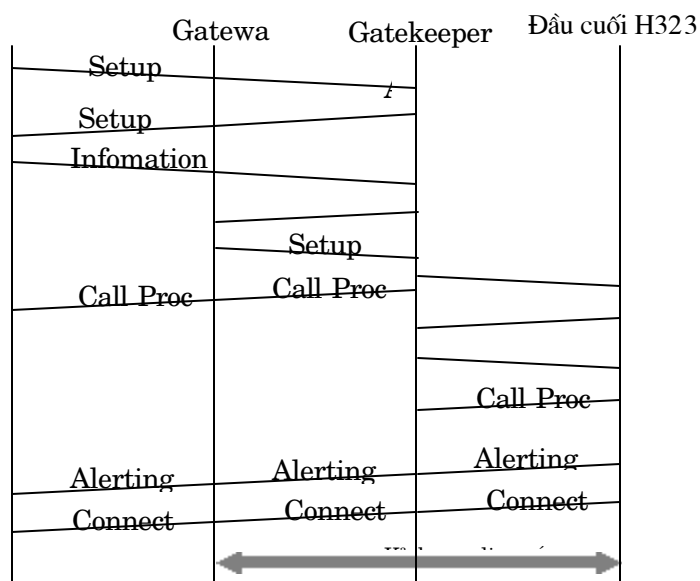 Gatewa
Gatekeeper
Đầu cuối H323
Setup
Setup
Infomation
Setup
Call Proc
Call Proc
Call Proc
Alerting
Alerting
Alerting
Connect
Connect
Connect